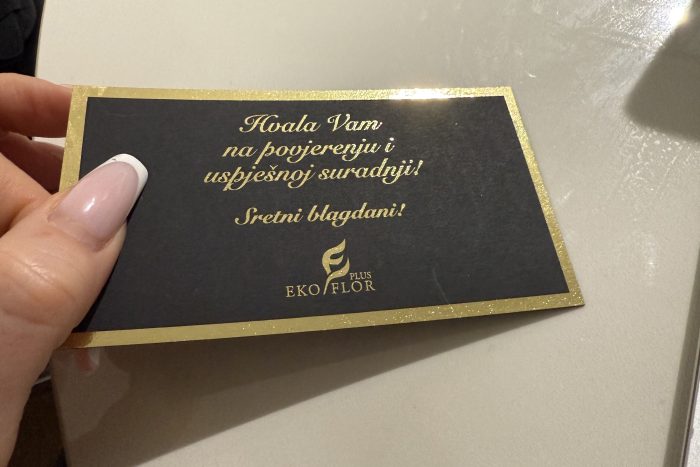 Hvala Vam
na povjerenju i
uspješnoj suradnji!
Sretni blagdani!
PLUS
EKO FLOR